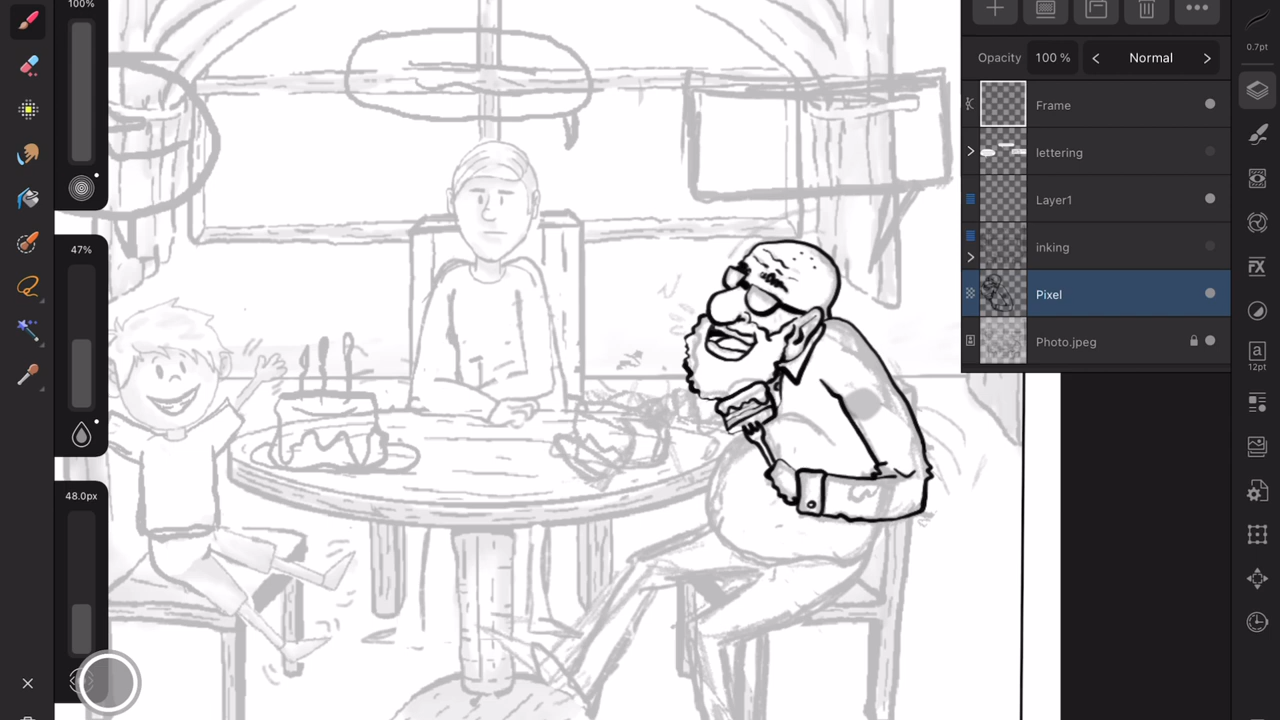 100%
47%
48.0px
Opacity 100 % < Normal >
Frame
lettering
Layer1
inking
Pixel
Photo.jpeg
0.7pt
FX
a
12pt